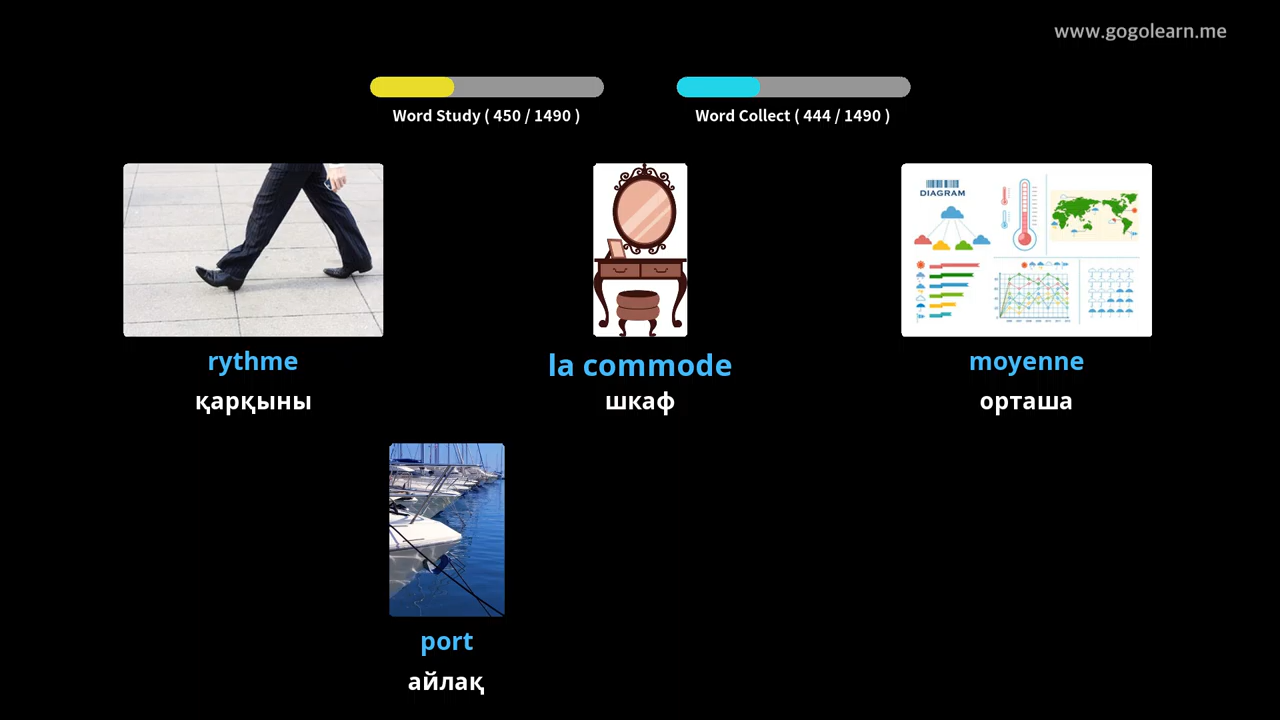 www.gogolearn.me
Word Study ( 450 / 1490 )
Word Collect ( 444 / 1490 )
DIAGRAM
rythme
la commode
moyenne
қарқыны
шкаф
орташа
port
айлақ